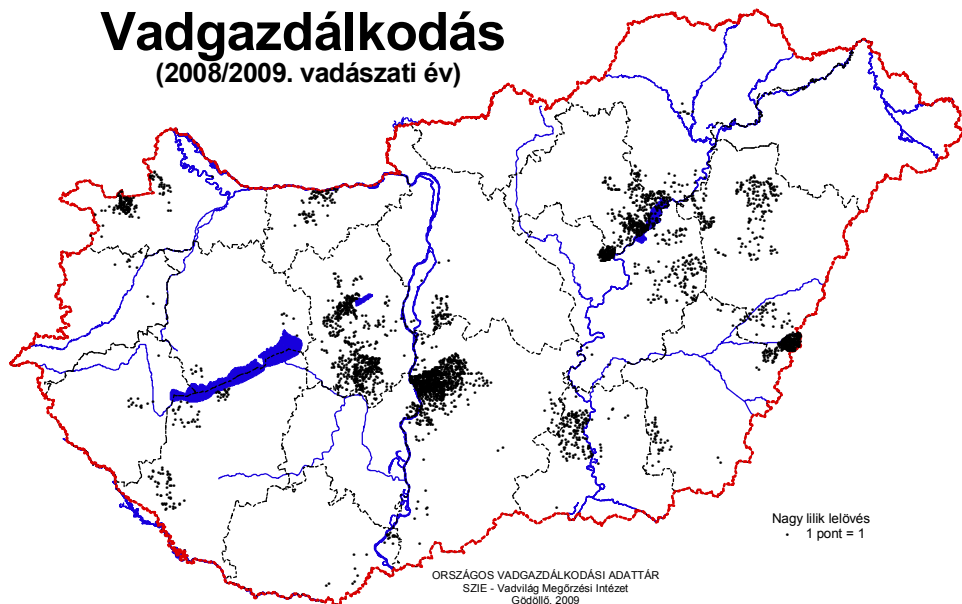 Vadgazdálkodás
(2008/2009. vadászati év)
Nagy lilik lelövés
1 pont = 1
ORSZÁGOS VADGAZDÁLKODÁSI ADATTÁR
SZIE - Vadvilág Megőrzési Intézet
Gödöllő, 2009